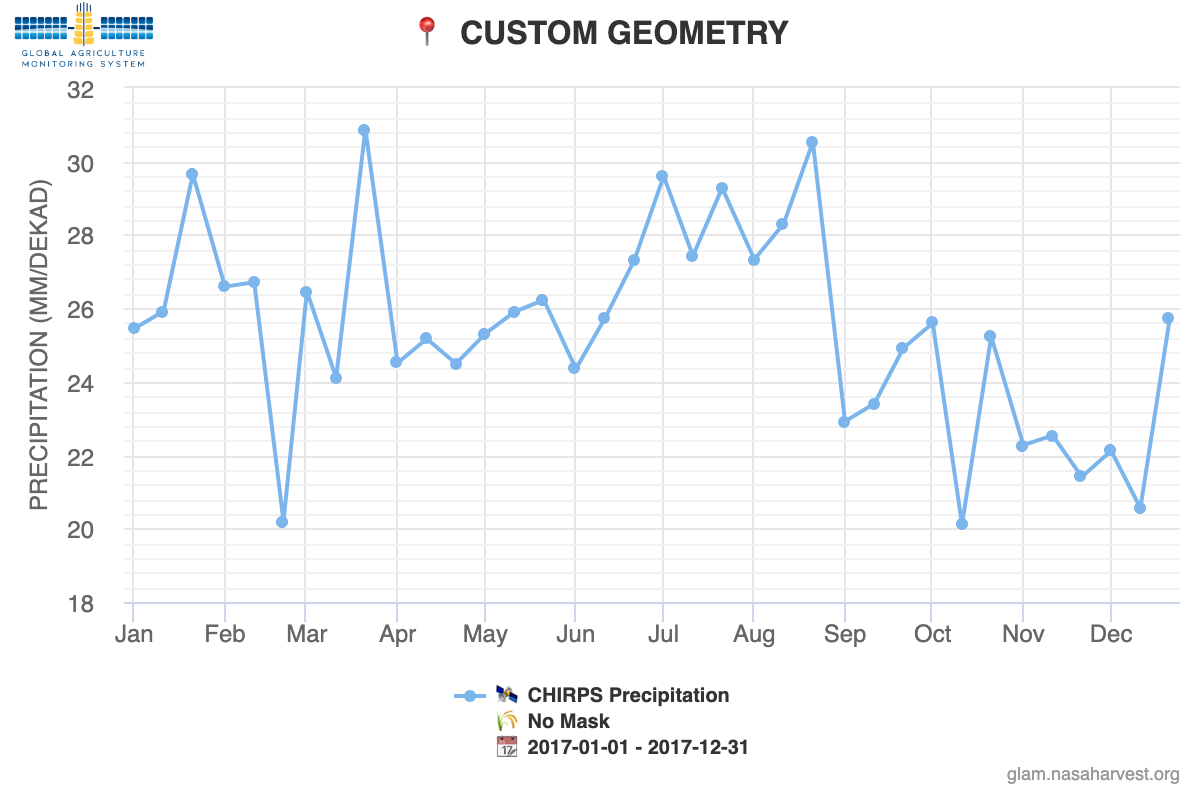 GLOBAL AGRICULTURE
MONITORING SYSTEM
CUSTOM GEOMETRY
PRECIPITATION (MM/DEKAD)
32
30
28
26
24
22
20
18
Jan Feb Mar Apr May Jun Jul Aug Sep Oct Nov Dec
CHIRPS Precipitation
No Mask
17
2017-01-01 - 2017-12-31
glam.nasaharvest.org